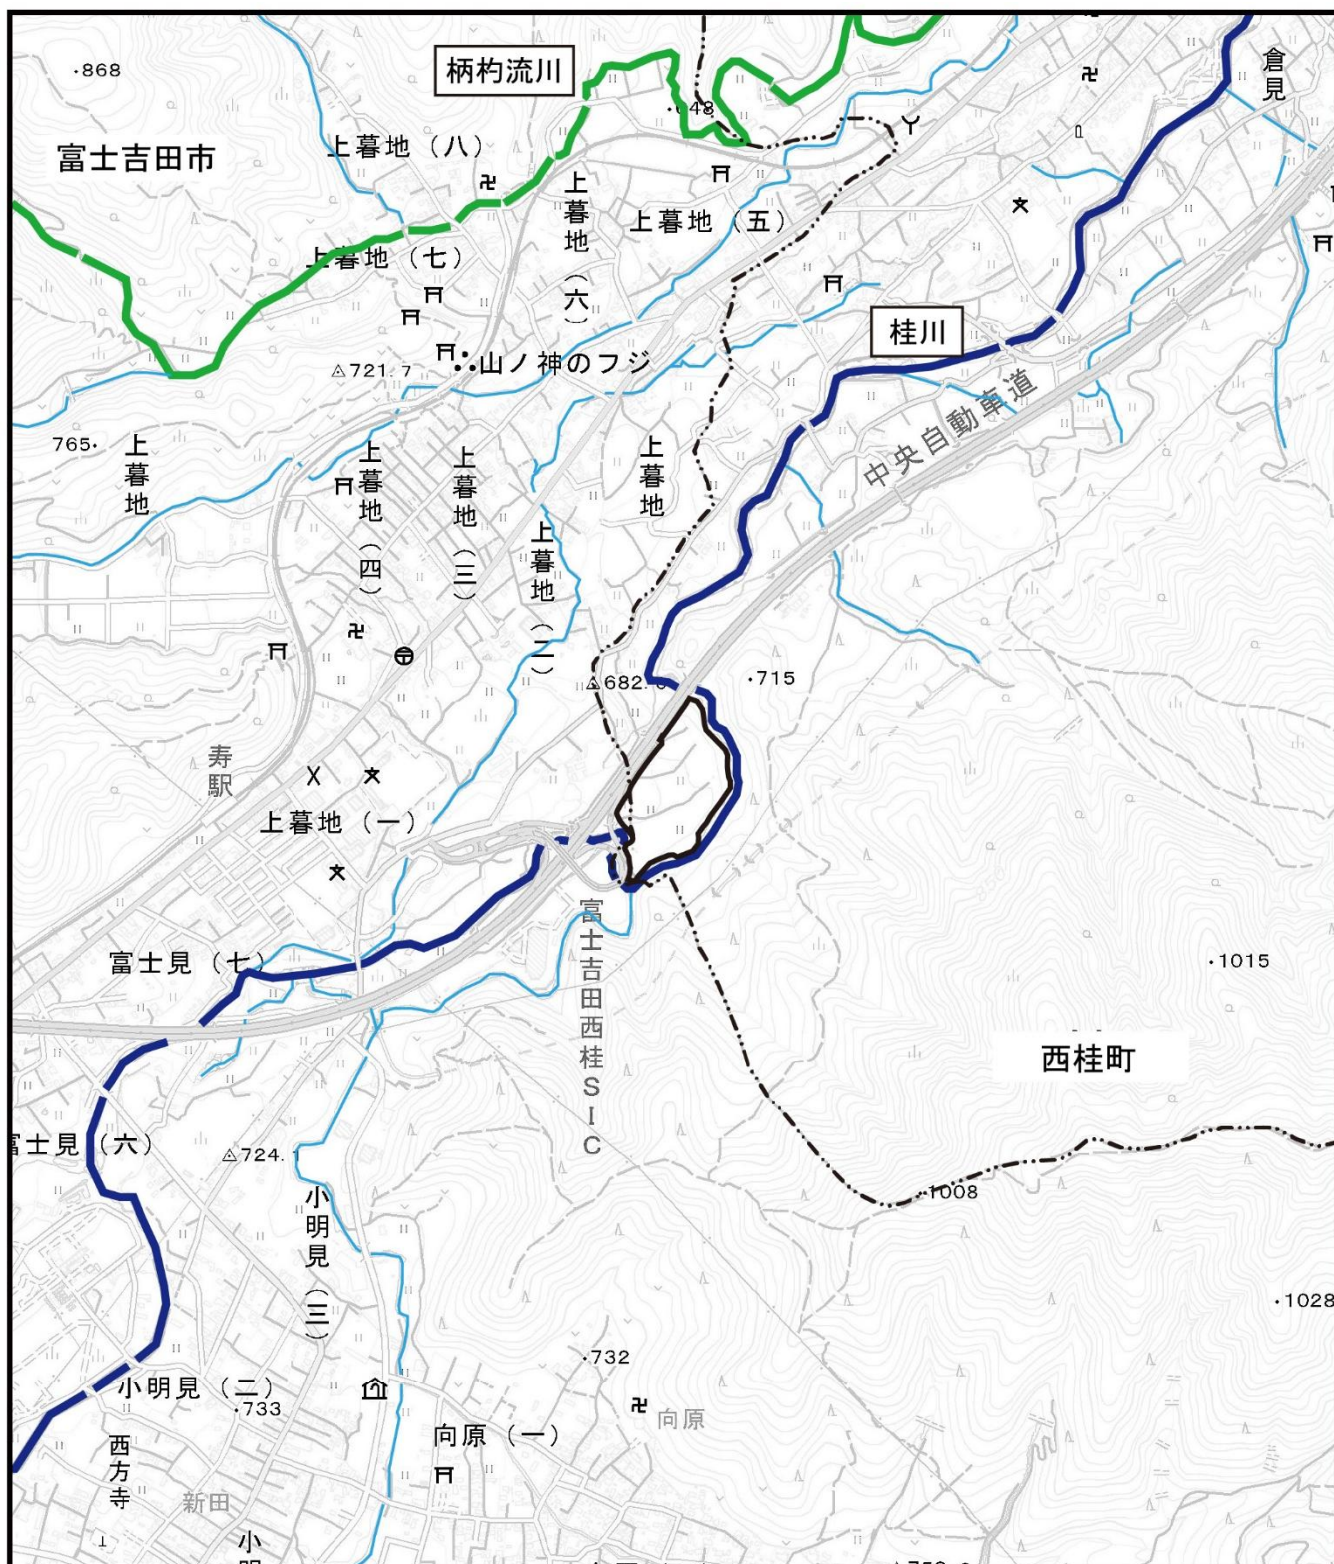 柄杓流川
・868
富士吉田市
上暮地（八）
・648
倉見
上暮地（六）
上暮地（五）
上暮地（七）
桂川
山ノ神のフジ
△721.7
中央自動車道
765・
上暮地
上暮地（四）
上暮地（三）
上暮地（二）
上暮地
△682.
・715
寿駅
上暮地（一）
富士吉田西桂SIC
富士見（七）
・1015
西桂町
富士見（六）
△724.1
小明見（三）
・1008
・1028
・732
小明見（二）
・733
向原（一）
向原
西方寺
新田
小明